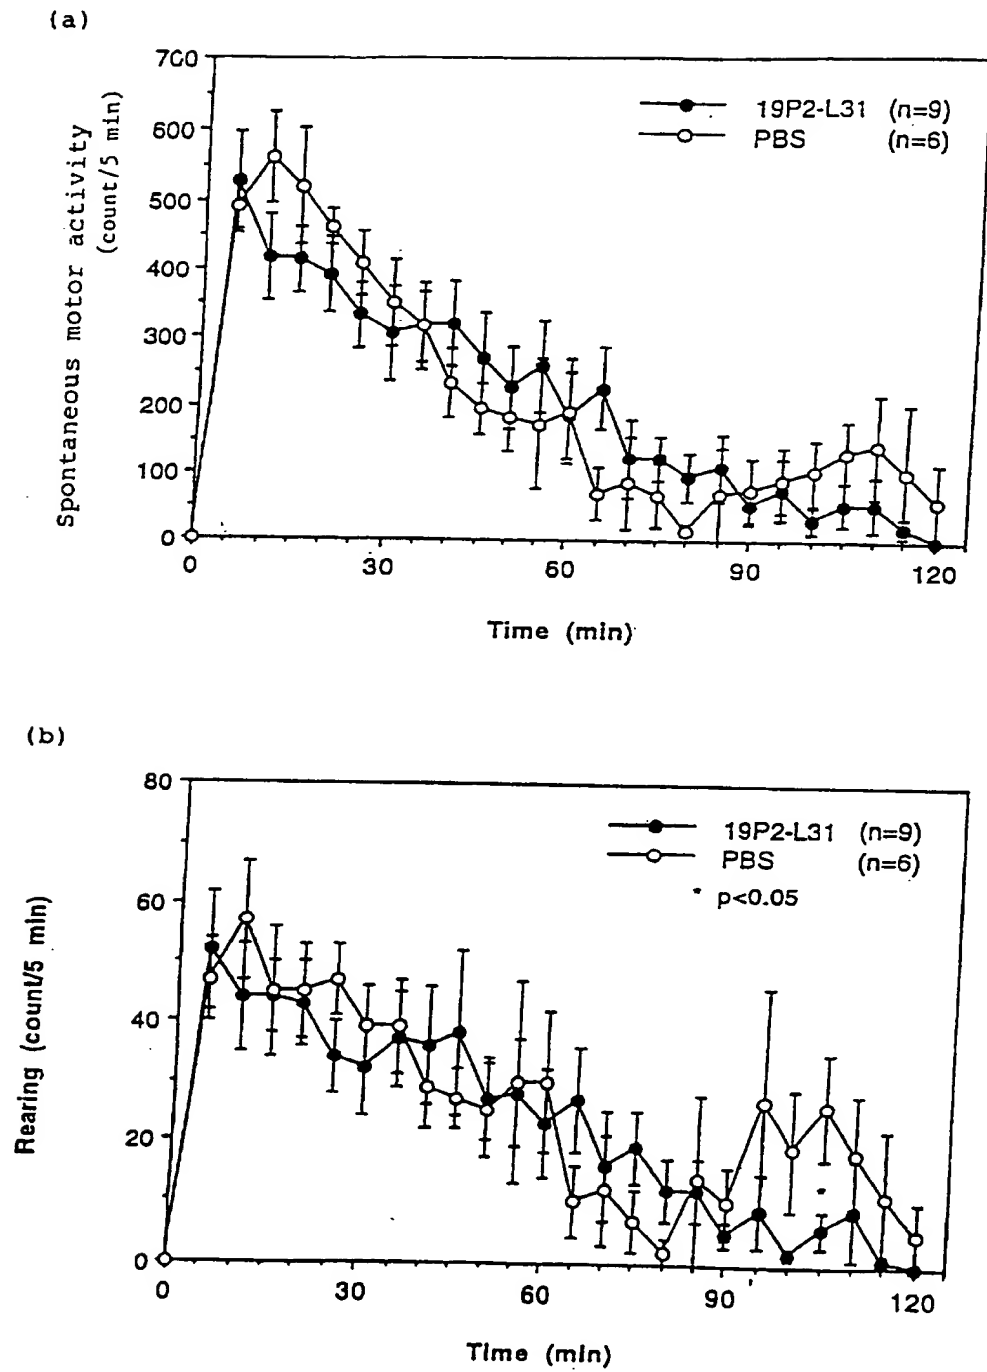 (a)
700
600
500
400
300
200
100
0
Spontaneous motor activity
(count/5 min)
19P2-L31 (n=9)
PBS (n=6)
0 30 60 90 120
Time (min)
(b)
80
60
40
20
0
Rearing (count/5 min)
19P2-L31 (n=9)
PBS (n=6)
* p<0.05
*
0 30 60 90 120
Time (min)